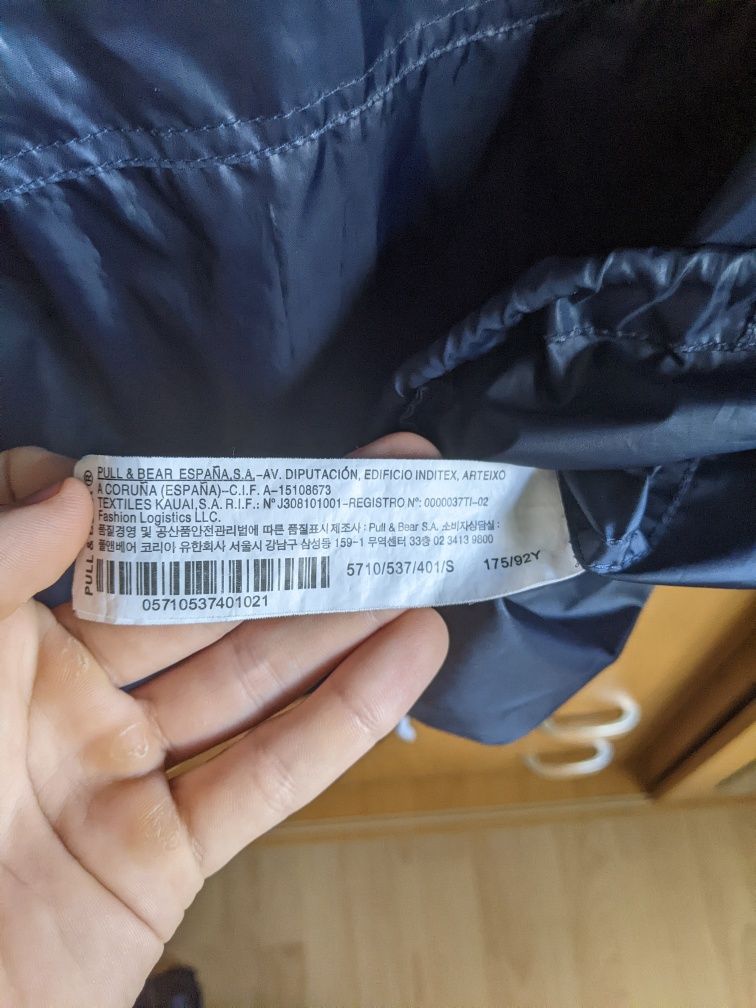 PULL & BEAR ESPAÑA,S.A.-AV. DIPUTACIÓN, EDIFICIO INDITEX, ARTEIXO
A CORUÑA (ESPAÑA)-C.I.F. A-15108673
TEXTILES KAUAI,S.A. R.I.F.: Nº J308101001-REGISTRO Nº: 0000037TI-02
Fashion Logistics LLC.
품질경영 및 공산품안전관리법에 따른 품질표시 제조사 : Pull & Bear S.A. 소비자상담실 :
풀앤베어 코리아 유한회사 서울시 강남구 삼성동 159-1 무역센터 33층 02 3413 9800
5710/537/401/S 175/92Y
05710537401021
PULL &
®